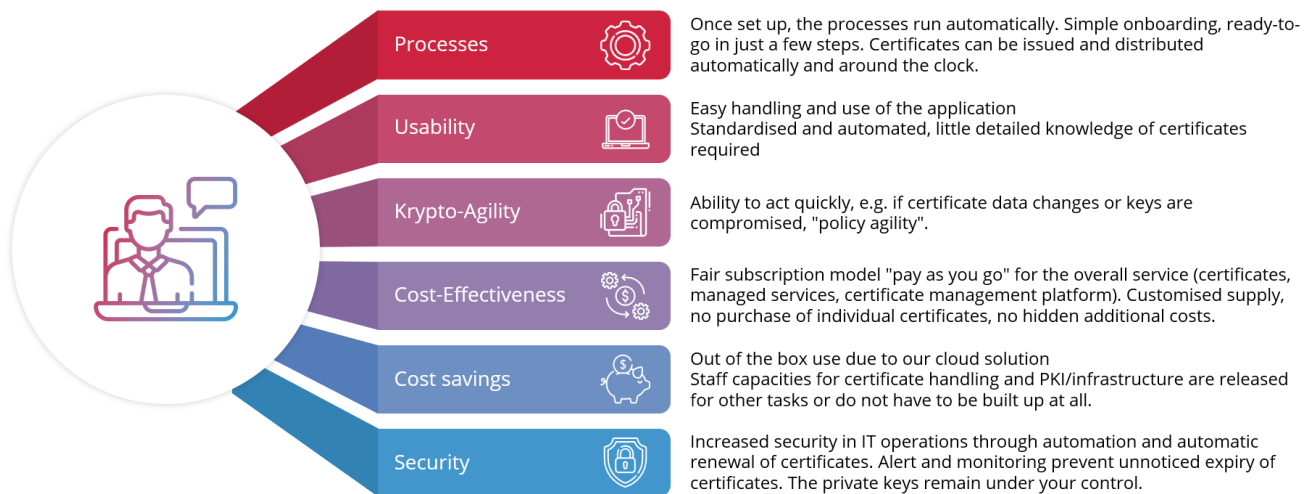 Processes
Once set up, the processes run automatically. Simple onboarding, ready-to-
go in just a few steps. Certificates can be issued and distributed
automatically and around the clock.
Usability
Easy handling and use of the application
Standardised and automated, little detailed knowledge of certificates
required
Krypto-Agility
Ability to act quickly, e.g. if certificate data changes or keys are
compromised, "policy agility".
Cost-Effectiveness
$
Fair subscription model "pay as you go" for the overall service (certificates,
managed services, certificate management platform). Customised supply,
no purchase of individual certificates, no hidden additional costs.
Cost savings
$
Out of the box use due to our cloud solution
Staff capacities for certificate handling and PKI/infrastructure are released
for other tasks or do not have to be built up at all.
Security
Increased security in IT operations through automation and automatic
renewal of certificates. Alert and monitoring prevent unnoticed expiry of
certificates. The private keys remain under your control.